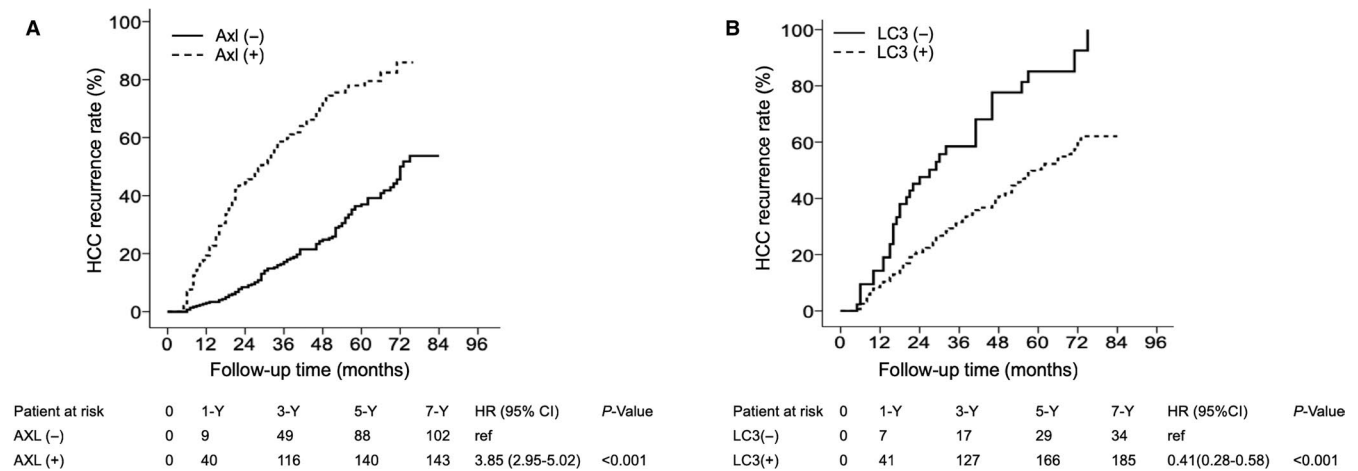 A
Axl (–)
Axl (+)
HCC recurrence rate (%)
100
80
60
40
20
0
0 12 24 36 48 60 72 84 96
Follow-up time (months)
Patient at risk 0 1-Y 3-Y 5-Y 7-Y HR (95% CI) P-Value
AXL (–) 0 9 49 88 102 ref
AXL (+) 0 40 116 140 143 3.85 (2.95-5.02) <0.001
B
LC3 (–)
LC3 (+)
HCC recurrence rate (%)
100
80
60
40
20
0
0 12 24 36 48 60 72 84 96
Follow-up time (months)
Patient at risk 0 1-Y 3-Y 5-Y 7-Y HR (95%CI) P-Value
LC3(–) 0 7 17 29 34 ref
LC3(+) 0 41 127 166 185 0.41(0.28-0.58) <0.001